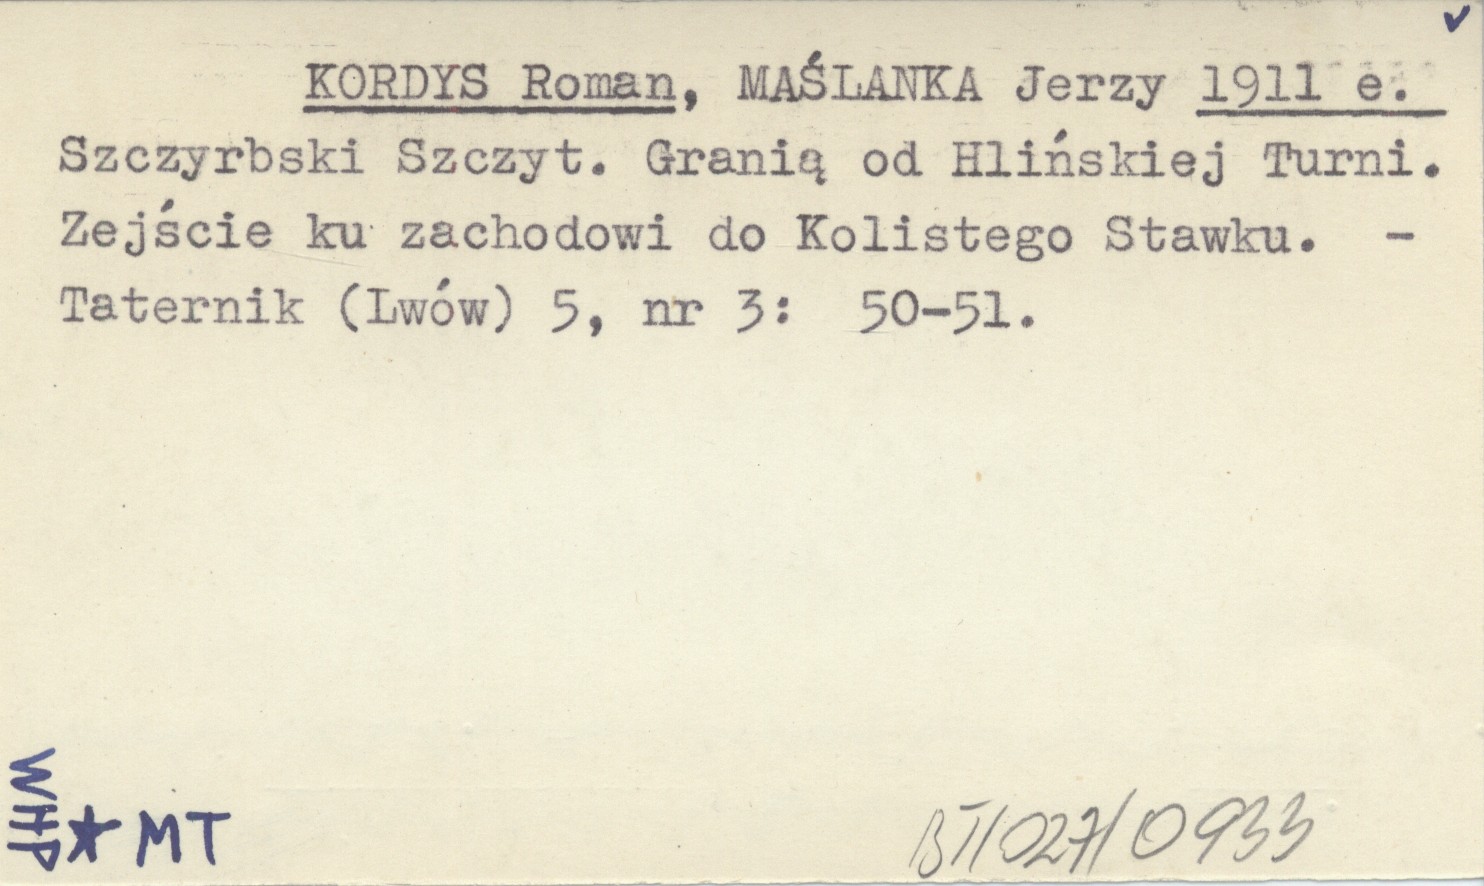 KORDYS Roman, MAŚLANKA Jerzy 1911 e.
Szczyrbski Szczyt. Granią od Hlińskiej Turni.
Zejście ku zachodowi do Kolistego Stawku. -
Taternik (Lwów) 5, nr 3: 50-51.
WHP
MT
BT/027/0933